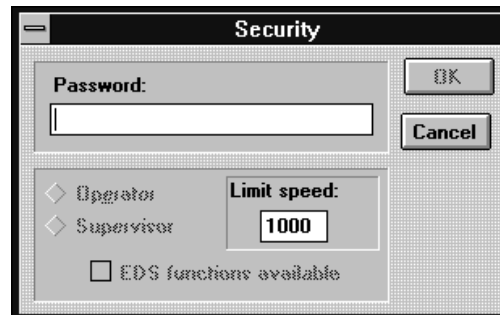 Security
Password:
OK
Cancel
Operator
Limit speed:
Supervisor
1000
EDS functions available